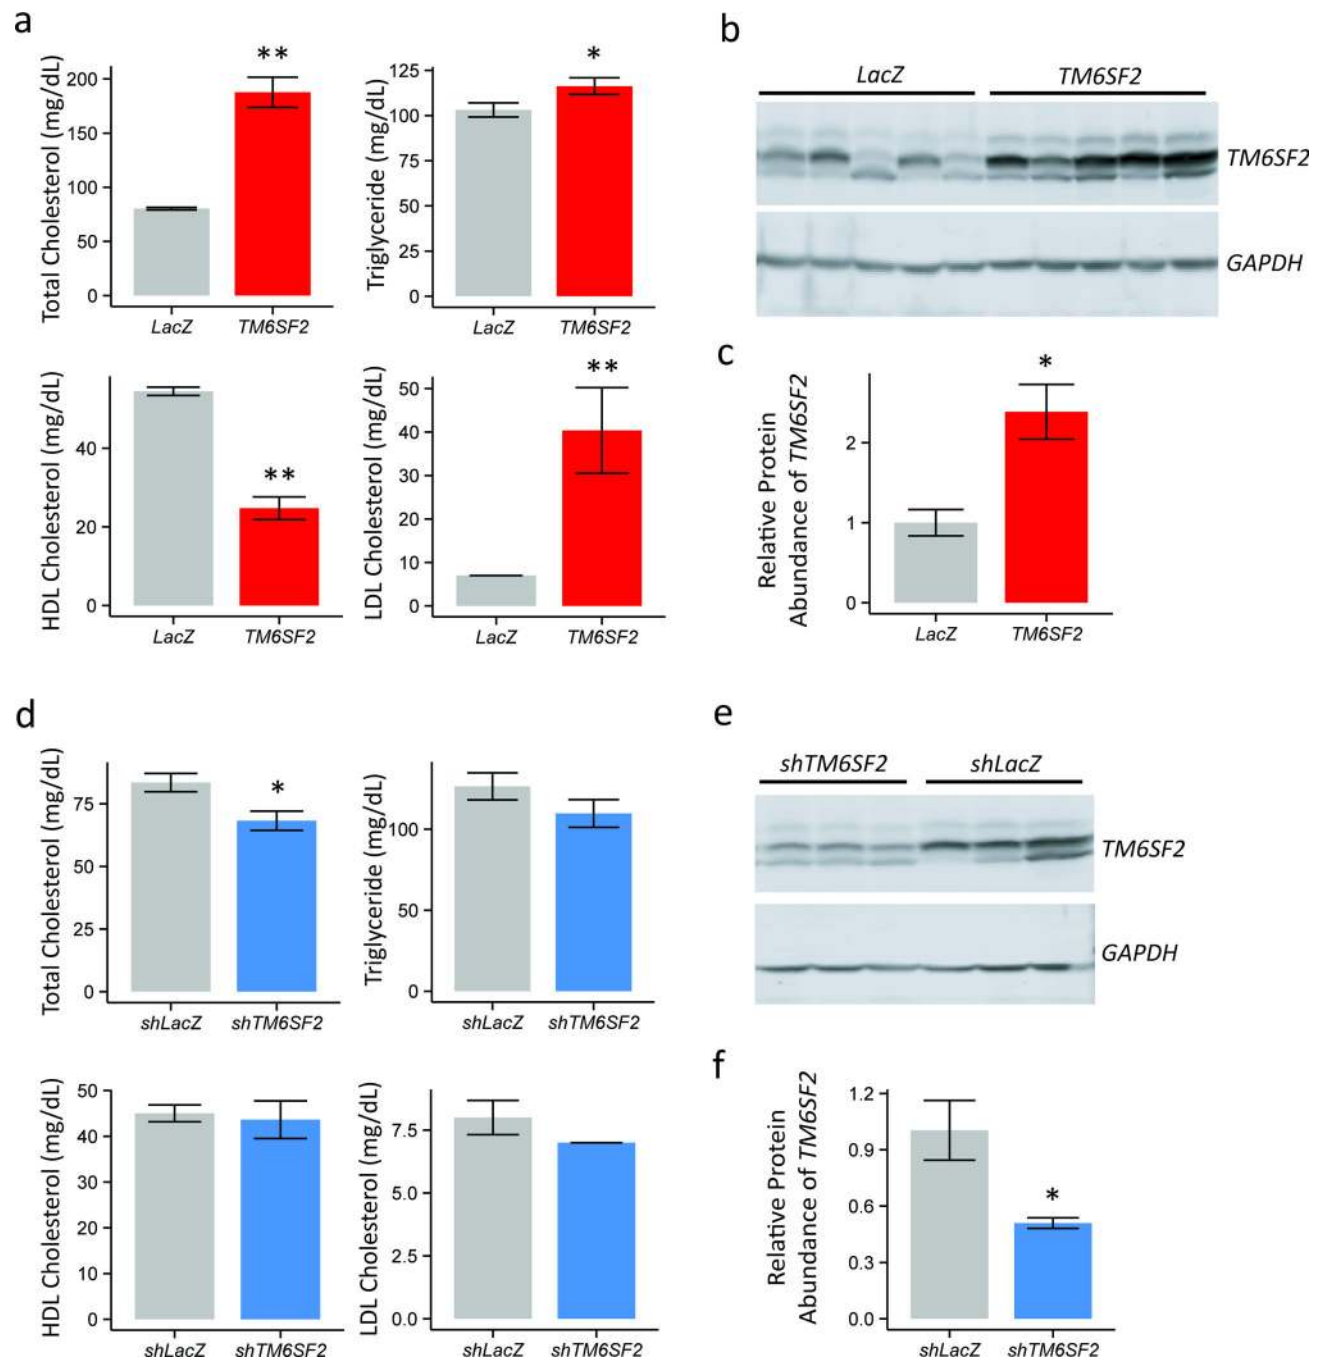 a
Total Cholesterol (mg/dL)
200
150
100
50
0
**
LacZ
TM6SF2
Triglyceride (mg/dL)
125
100
75
50
25
0
*
LacZ
TM6SF2
HDL Cholesterol (mg/dL)
40
20
0
**
LacZ
TM6SF2
LDL Cholesterol (mg/dL)
50
40
30
20
10
0
**
LacZ
TM6SF2
b
LacZ
TM6SF2
TM6SF2
GAPDH
c
Relative Protein
Abundance of TM6SF2
2
1
0
*
LacZ
TM6SF2
d
Total Cholesterol (mg/dL)
75
50
25
0
*
shLacZ
shTM6SF2
Triglyceride (mg/dL)
100
50
0
shLacZ
shTM6SF2
HDL Cholesterol (mg/dL)
50
40
30
20
10
0
shLacZ
shTM6SF2
LDL Cholesterol (mg/dL)
7.5
5.0
2.5
0.0
shLacZ
shTM6SF2
e
shTM6SF2
shLacZ
TM6SF2
GAPDH
f
Relative Protein
Abundance of TM6SF2
1.2
0.9
0.6
0.3
0.0
*
shLacZ
shTM6SF2